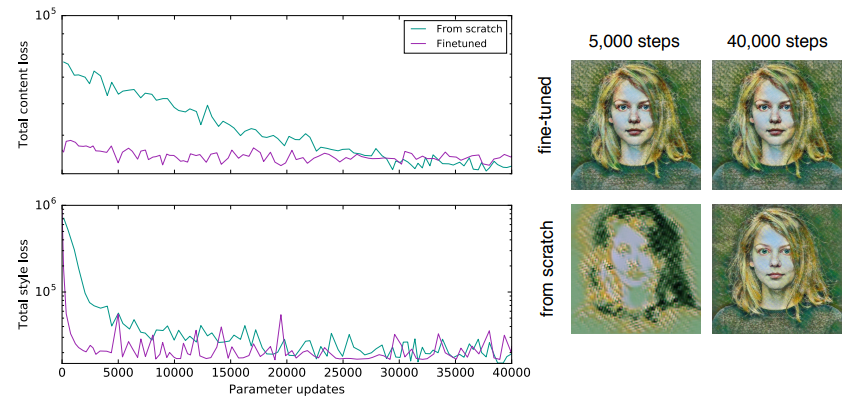 10^5
Total content loss
From scratch
Finetuned
10^6
10^5
Total style loss
0 5000 10000 15000 20000 25000 30000 35000 40000
Parameter updates
5,000 steps 40,000 steps
fine-tuned
from scratch